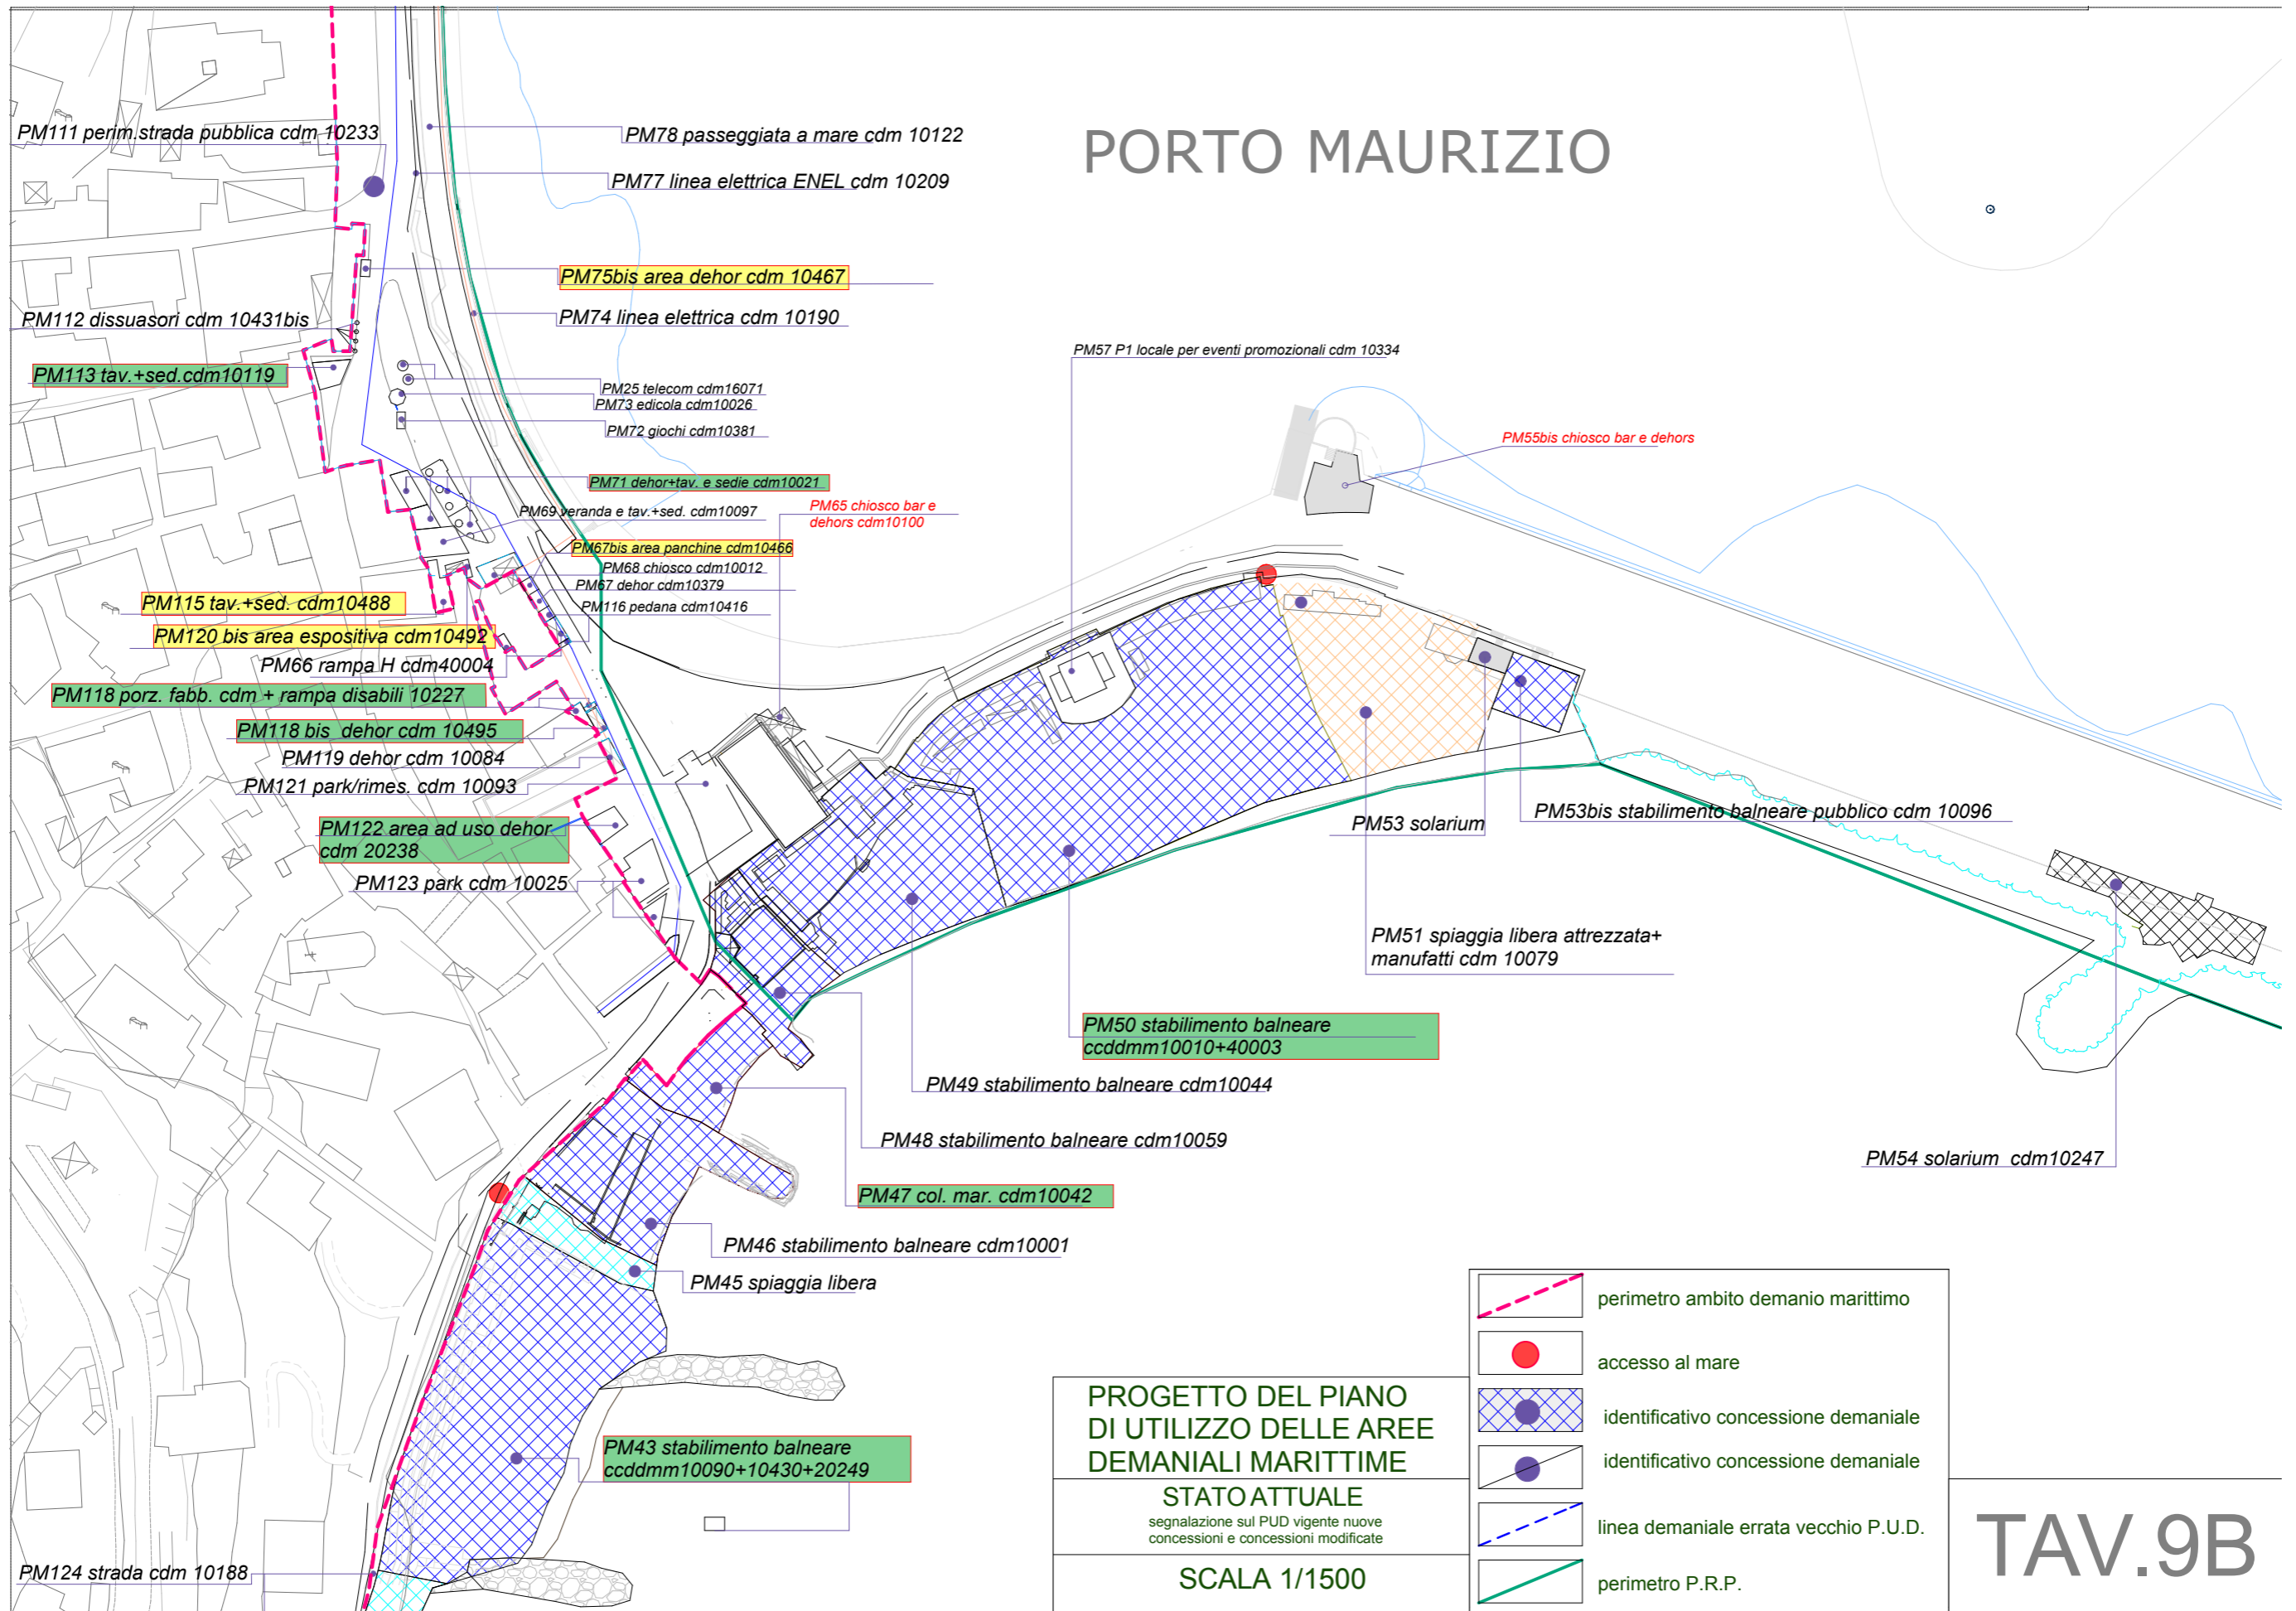 PORTO MAURIZIO
PM111 perim.strada pubblica cdm 10233
PM78 passeggiata a mare cdm 10122
PM77 linea elettrica ENEL cdm 10209
PM75bis area dehor cdm 10467
PM74 linea elettrica cdm 10190
PM112 dissuasori cdm 10431bis
PM113 tav.+sed.cdm10119
PM57 P1 locale per eventi promozionali cdm 10334
PM25 telecom cdm16071
PM73 edicola cdm10026
PM72 giochi cdm10381
PM55bis chiosco bar e dehors
PM71 dehor+tav. e sedie cdm10021
PM69 veranda e tav.+sed. cdm10097
PM65 chiosco bar e
dehors cdm10100
PM67bis area panchine cdm10466
PM68 chiosco cdm10012
PM67 dehor cdm10379
PM116 pedana cdm10416
PM115 tav.+sed. cdm10488
PM120 bis area espositiva cdm10492
PM66 rampa H cdm40004
PM118 porz. fabb. cdm + rampa disabili 10227
PM118 bis dehor cdm 10495
PM119 dehor cdm 10084
PM121 park/rimes. cdm 10093
PM122 area ad uso dehor
cdm 20238
PM123 park cdm 10025
PM53 solarium
PM53bis stabilimento balneare pubblico cdm 10096
PM51 spiaggia libera attrezzata+
manufatti cdm 10079
PM50 stabilimento balneare
ccddmm10010+40003
PM49 stabilimento balneare cdm10044
PM48 stabilimento balneare cdm10059
PM54 solarium cdm10247
PM47 col. mar. cdm10042
PM46 stabilimento balneare cdm10001
PM45 spiaggia libera
PM43 stabilimento balneare
ccddmm10090+10430+20249
PM124 strada cdm 10188
PROGETTO DEL PIANO
DI UTILIZZO DELLE AREE
DEMANIALI MARITTIME
STATO ATTUALE
segnalazione sul PUD vigente nuove
concessioni e concessioni modificate
SCALA 1/1500
perimetro ambito demanio marittimo
accesso al mare
identificativo concessione demaniale
identificativo concessione demaniale
linea demaniale errata vecchio P.U.D.
perimetro P.R.P.
TAV.9B